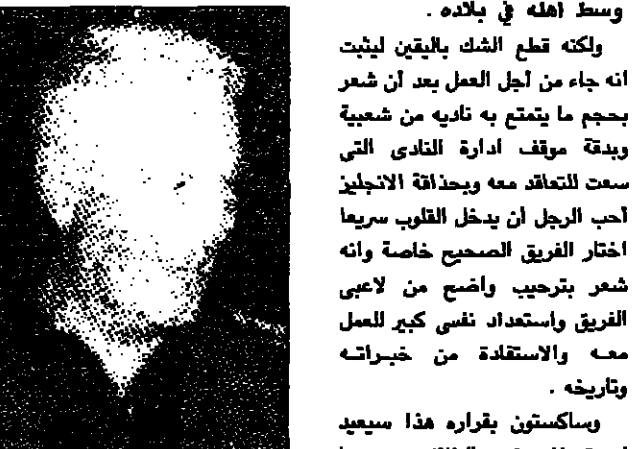 وسط اهله في بلاده .
ولكنه قطع الشك باليقين ليثبت
انه جاء من أجل العمل بعد أن شعر
بحجم ما يتمتع به ناديه من شعبية
وبدقة موقف ادارة النادى التى
سعت للتعاقد معه وبحذاقة الانجليز
أحب الرجل أن يدخل القلوب سريعا
اختار الفريق الصحيح خاصة وانه
شعر بترحيب واضح من لاعبى
الفريق واستعداد نفسى كبير للعمل
معه والاستفادة من خبراته
وتاريخه .
وساكستون بقراره هذا سيعيد